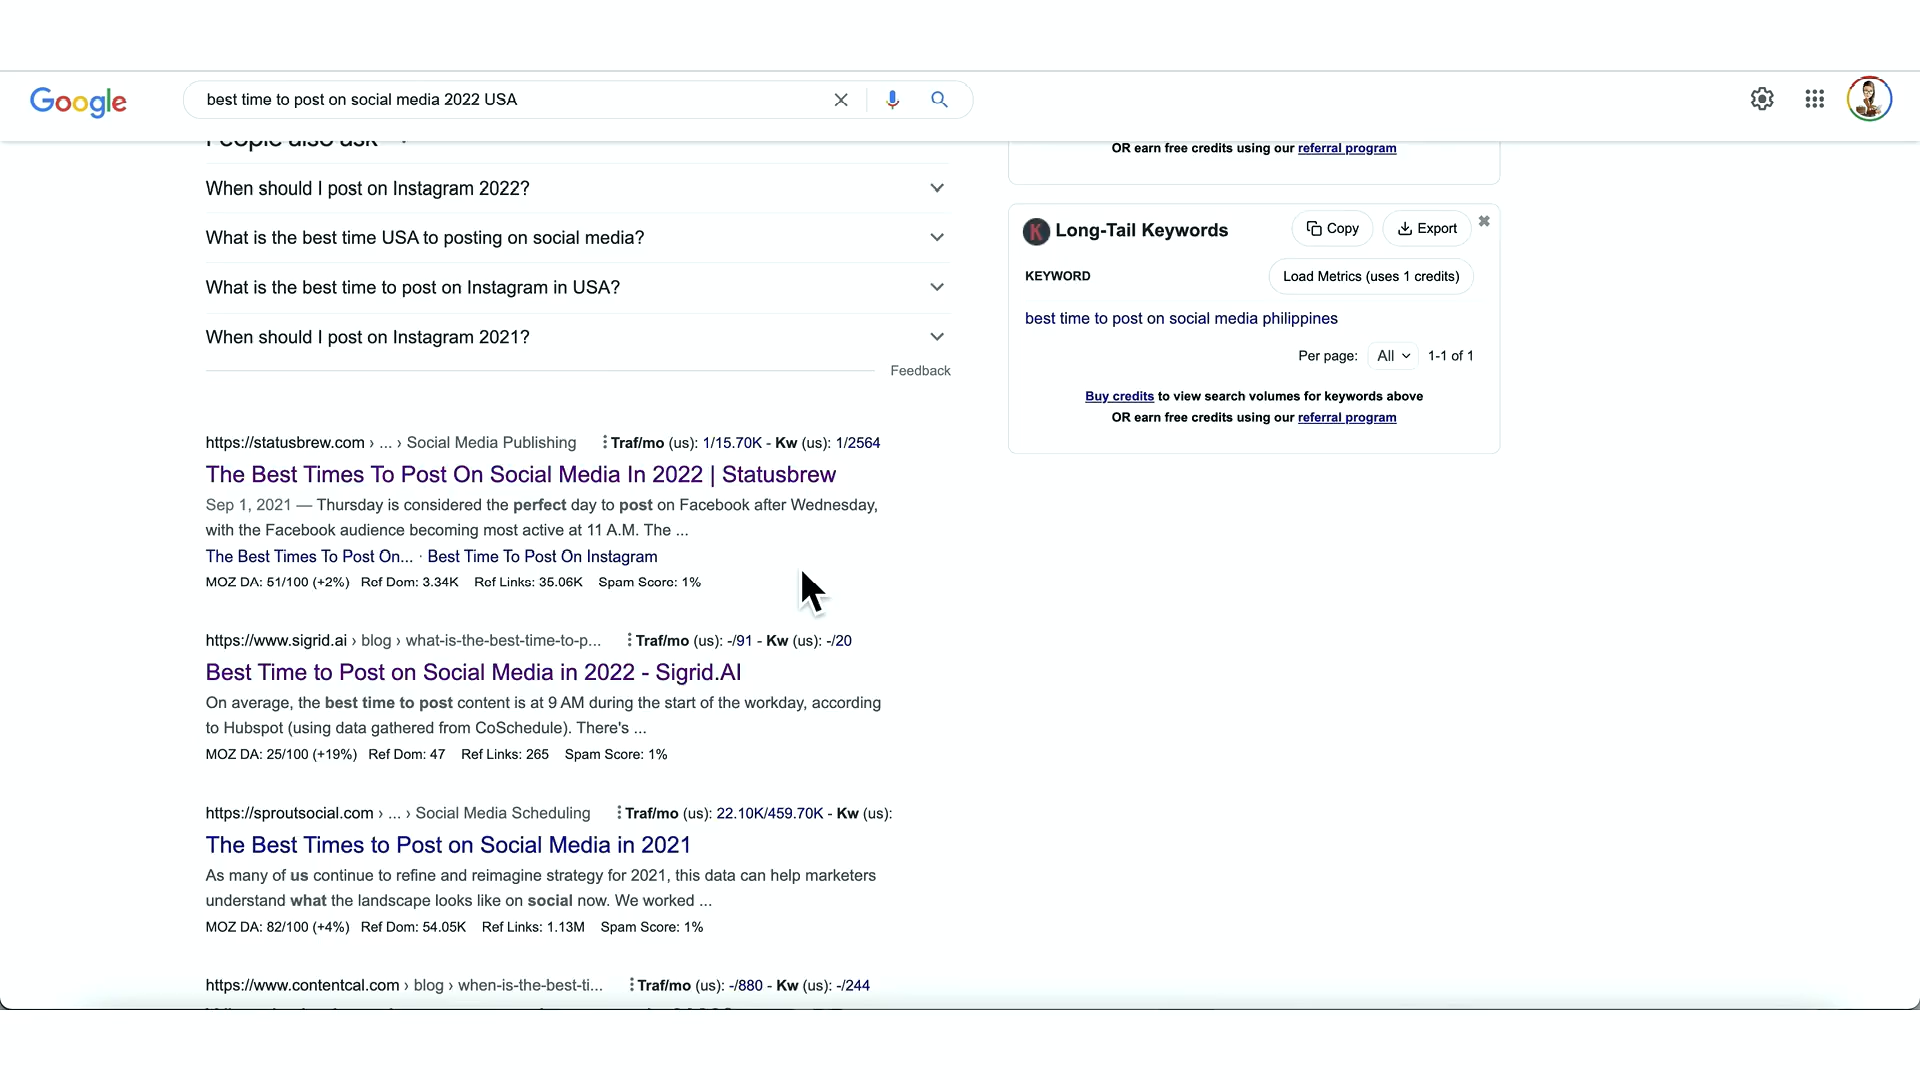 Google
best time to post on social media 2022 USA
People also ask
When should I post on Instagram 2022?
What is the best time USA to posting on social media?
What is the best time to post on Instagram in USA?
When should I post on Instagram 2021?
Feedback
https://statusbrew.com › ... › Social Media Publishing Traf/mo (us): 1/15.70K - Kw (us): 1/2564
The Best Times To Post On Social Media In 2022 | Statusbrew
Sep 1, 2021 — Thursday is considered the perfect day to post on Facebook after Wednesday,
with the Facebook audience becoming most active at 11 A.M. The ...
The Best Times To Post On... · Best Time To Post On Instagram
MOZ DA: 51/100 (+2%) Ref Dom: 3.34K Ref Links: 35.06K Spam Score: 1%
https://www.sigrid.ai › blog › what-is-the-best-time-to-p... Traf/mo (us): -/91 - Kw (us): -/20
Best Time to Post on Social Media in 2022 - Sigrid.AI
On average, the best time to post content is at 9 AM during the start of the workday, according
to Hubspot (using data gathered from CoSchedule). There's ...
MOZ DA: 25/100 (+19%) Ref Dom: 47 Ref Links: 265 Spam Score: 1%
https://sproutsocial.com › ... › Social Media Scheduling Traf/mo (us): 22.10K/459.70K - Kw (us):
The Best Times to Post on Social Media in 2021
As many of us continue to refine and reimagine strategy for 2021, this data can help marketers
understand what the landscape looks like on social now. We worked ...
MOZ DA: 82/100 (+4%) Ref Dom: 54.05K Ref Links: 1.13M Spam Score: 1%
https://www.contentcal.com › blog › when-is-the-best-ti... Traf/mo (us): -/880 - Kw (us): -/244
OR earn free credits using our referral program
K Long-Tail Keywords Copy Export
KEYWORD Load Metrics (uses 1 credits)
best time to post on social media philippines
Per page: All 1-1 of 1
Buy credits to view search volumes for keywords above
OR earn free credits using our referral program